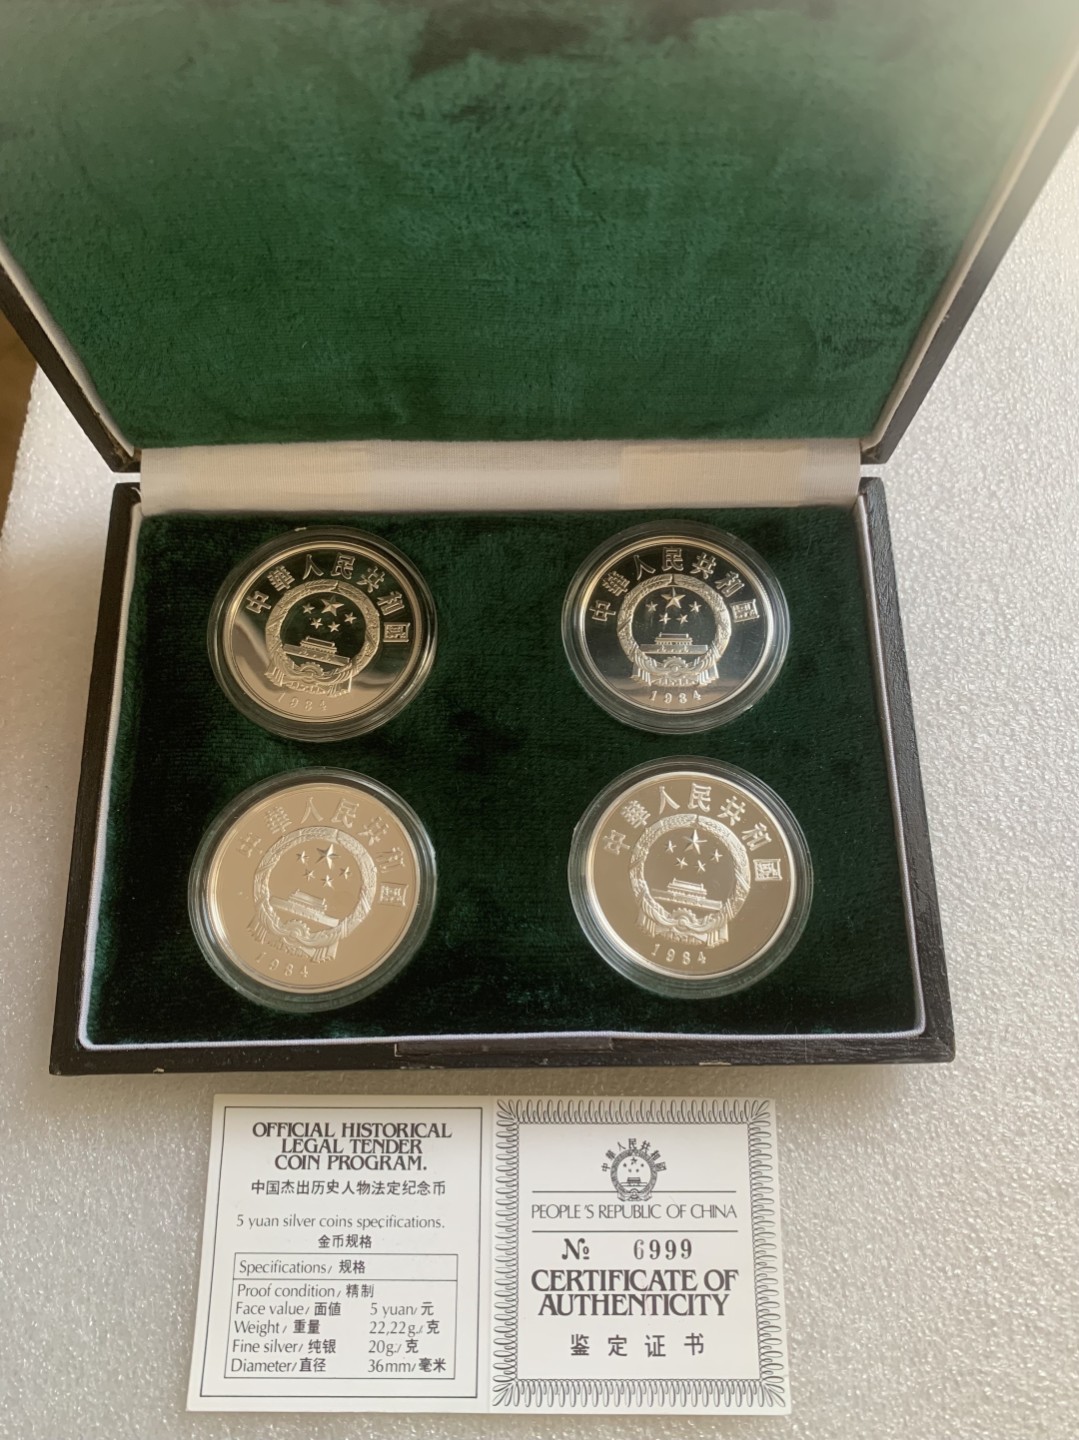 中華人民共和國
1984
中華人民共和國
1984
中華人民共和國
1984
中華人民共和國
1984
OFFICIAL HISTORICAL
LEGAL TENDER
COIN PROGRAM.
中国杰出历史人物法定纪念币
5 yuan silver coins specifications.
金币规格
Specifications/ 规格
Proof condition/ 精制
Face value/ 面值 5 yuan/ 元
Weight/ 重量 22,22g/ 克
Fine silver/ 纯银 20g/ 克
Diameter/ 直径 36mm/ 毫米
中華人民共和國
PEOPLE'S REPUBLIC OF CHINA
№ 6999
CERTIFICATE OF
AUTHENTICITY
鉴定证书